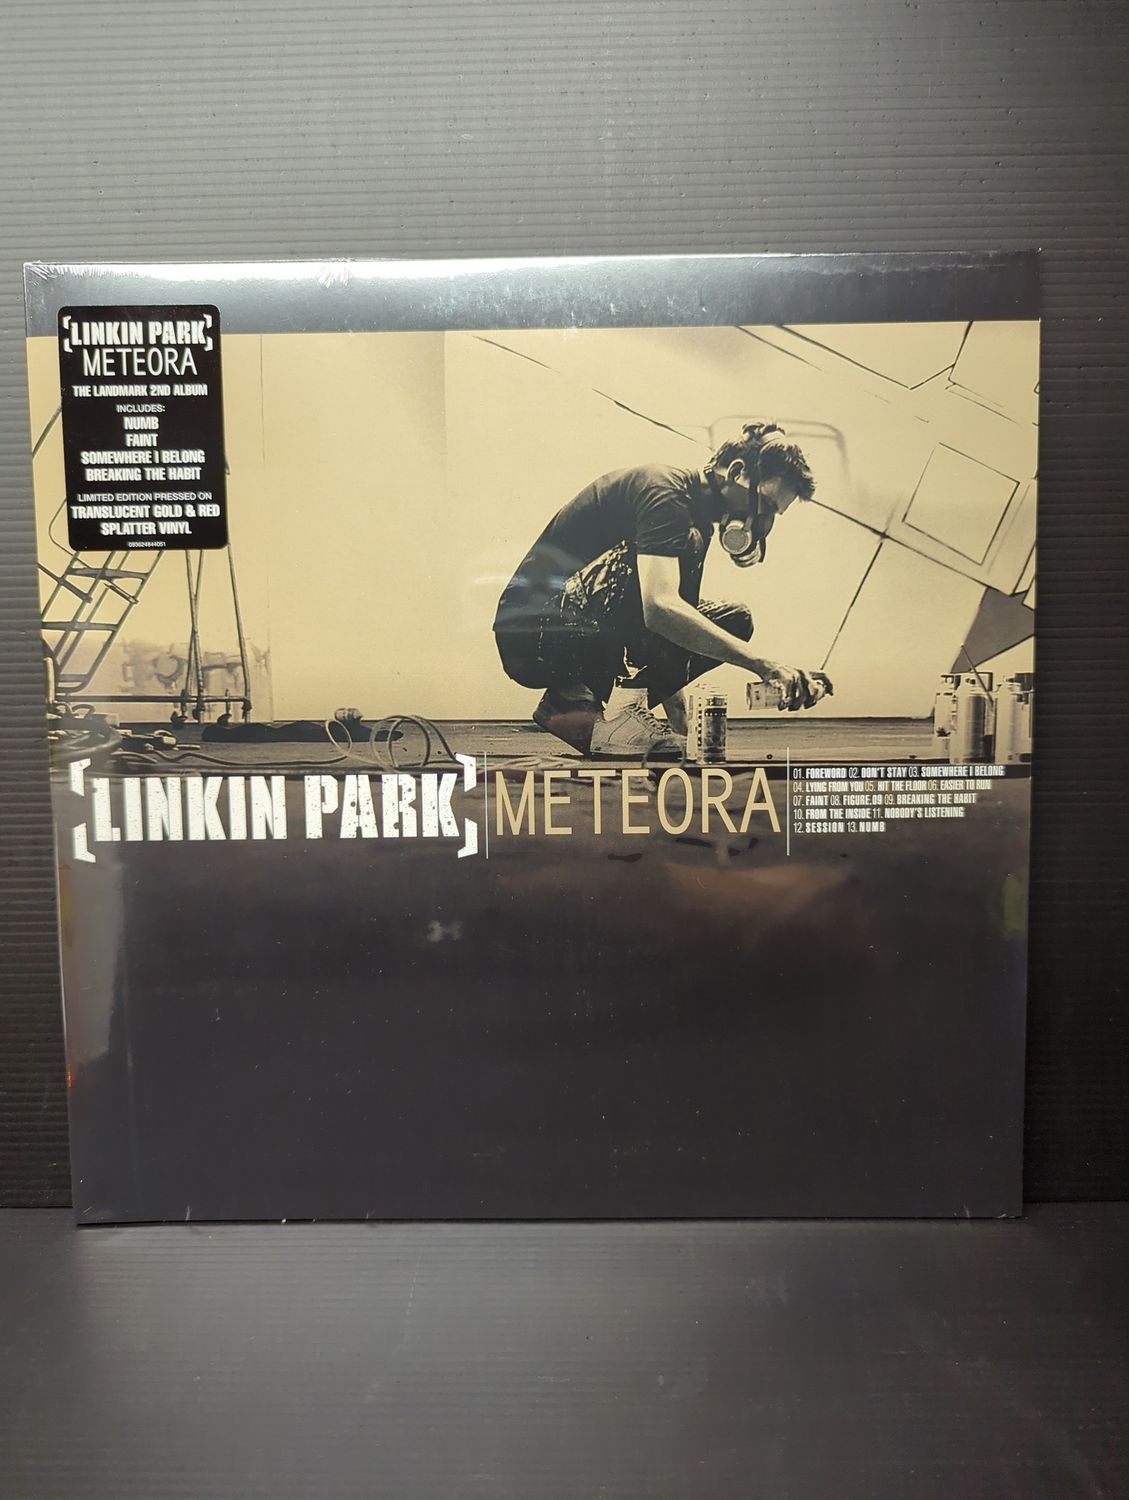 [LINKIN PARK]
METEORA
THE LANDMARK 2ND ALBUM
INCLUDES:
NUMB
FAINT
SOMEWHERE I BELONG
BREAKING THE HABIT
LIMITED EDITION PRESSED ON
TRANSLUCENT GOLD & RED
SPLATTER VINYL
093624844051
[LINKIN PARK]
METEORA
01. FOREWORD 02. DON'T STAY 03. SOMEWHERE I BELONG
04. LYING FROM YOU 05. HIT THE FLOOR 06. EASIER TO RUN
07. FAINT 08. FIGURE.09 09. BREAKING THE HABIT
10. FROM THE INSIDE 11. NOBODY'S LISTENING
12. SESSION 13. NUMB